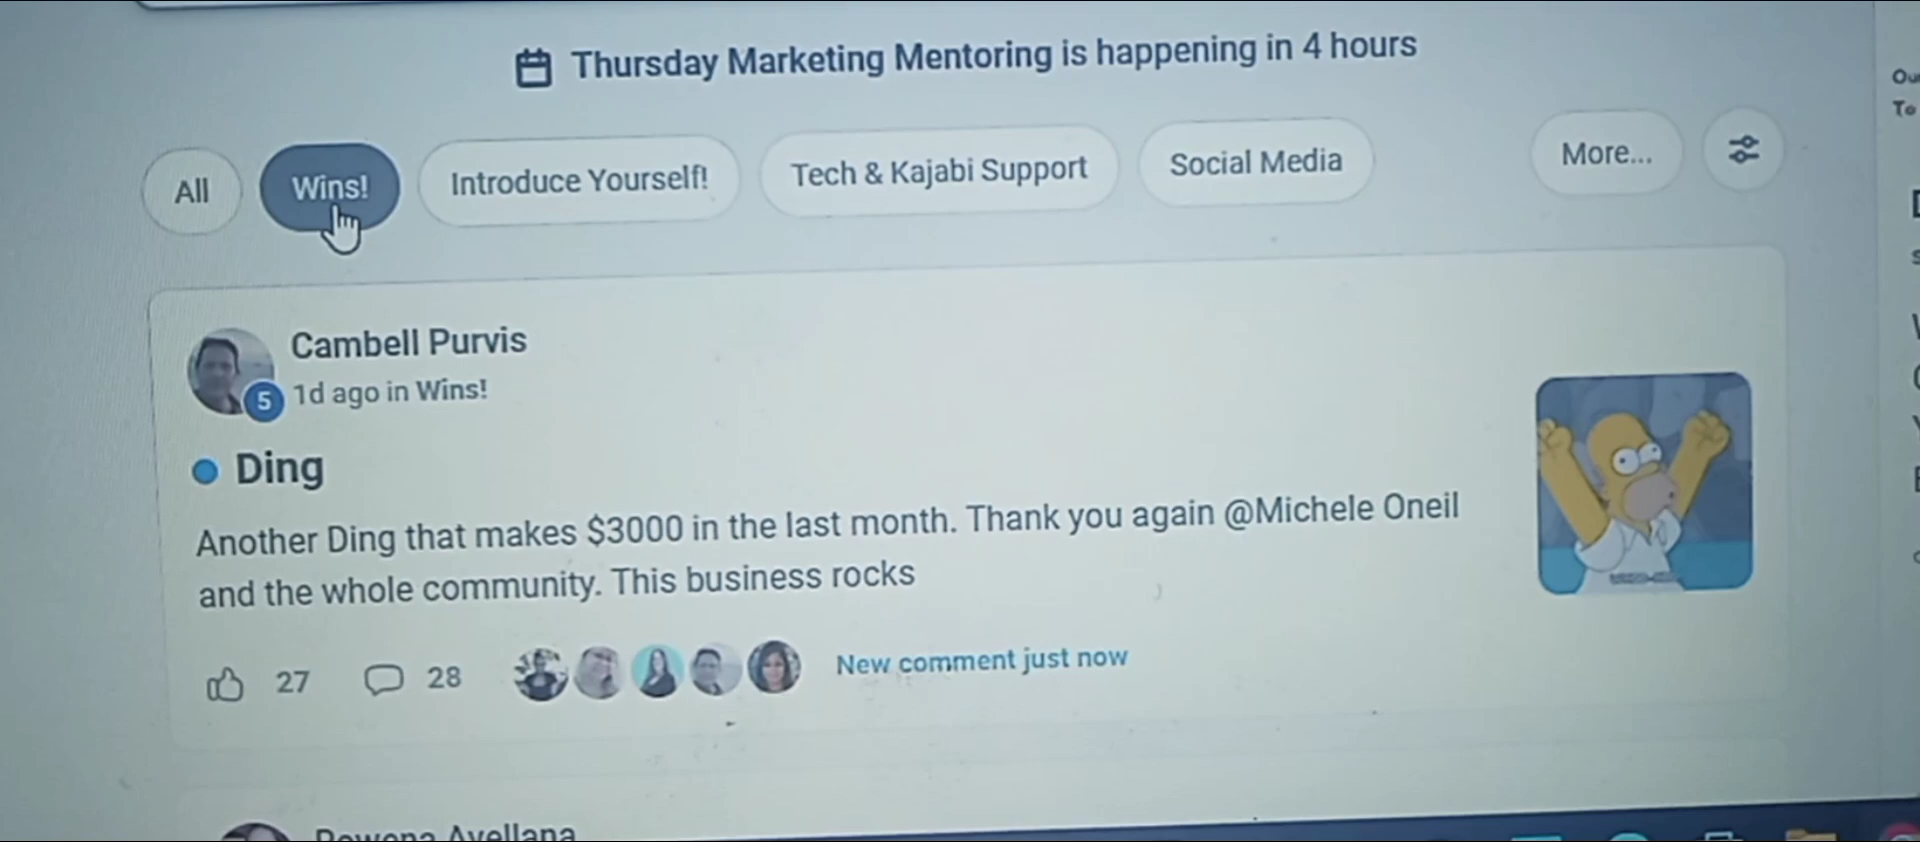 Thursday Marketing Mentoring is happening in 4 hours
All
Wins!
Introduce Yourself!
Tech & Kajabi Support
Social Media
More...
Cambell Purvis
5
1d ago in Wins!
Ding
Another Ding that makes $3000 in the last month. Thank you again @Michele Oneil
and the whole community. This business rocks
27
28
New comment just now
Rowena Avellana
To